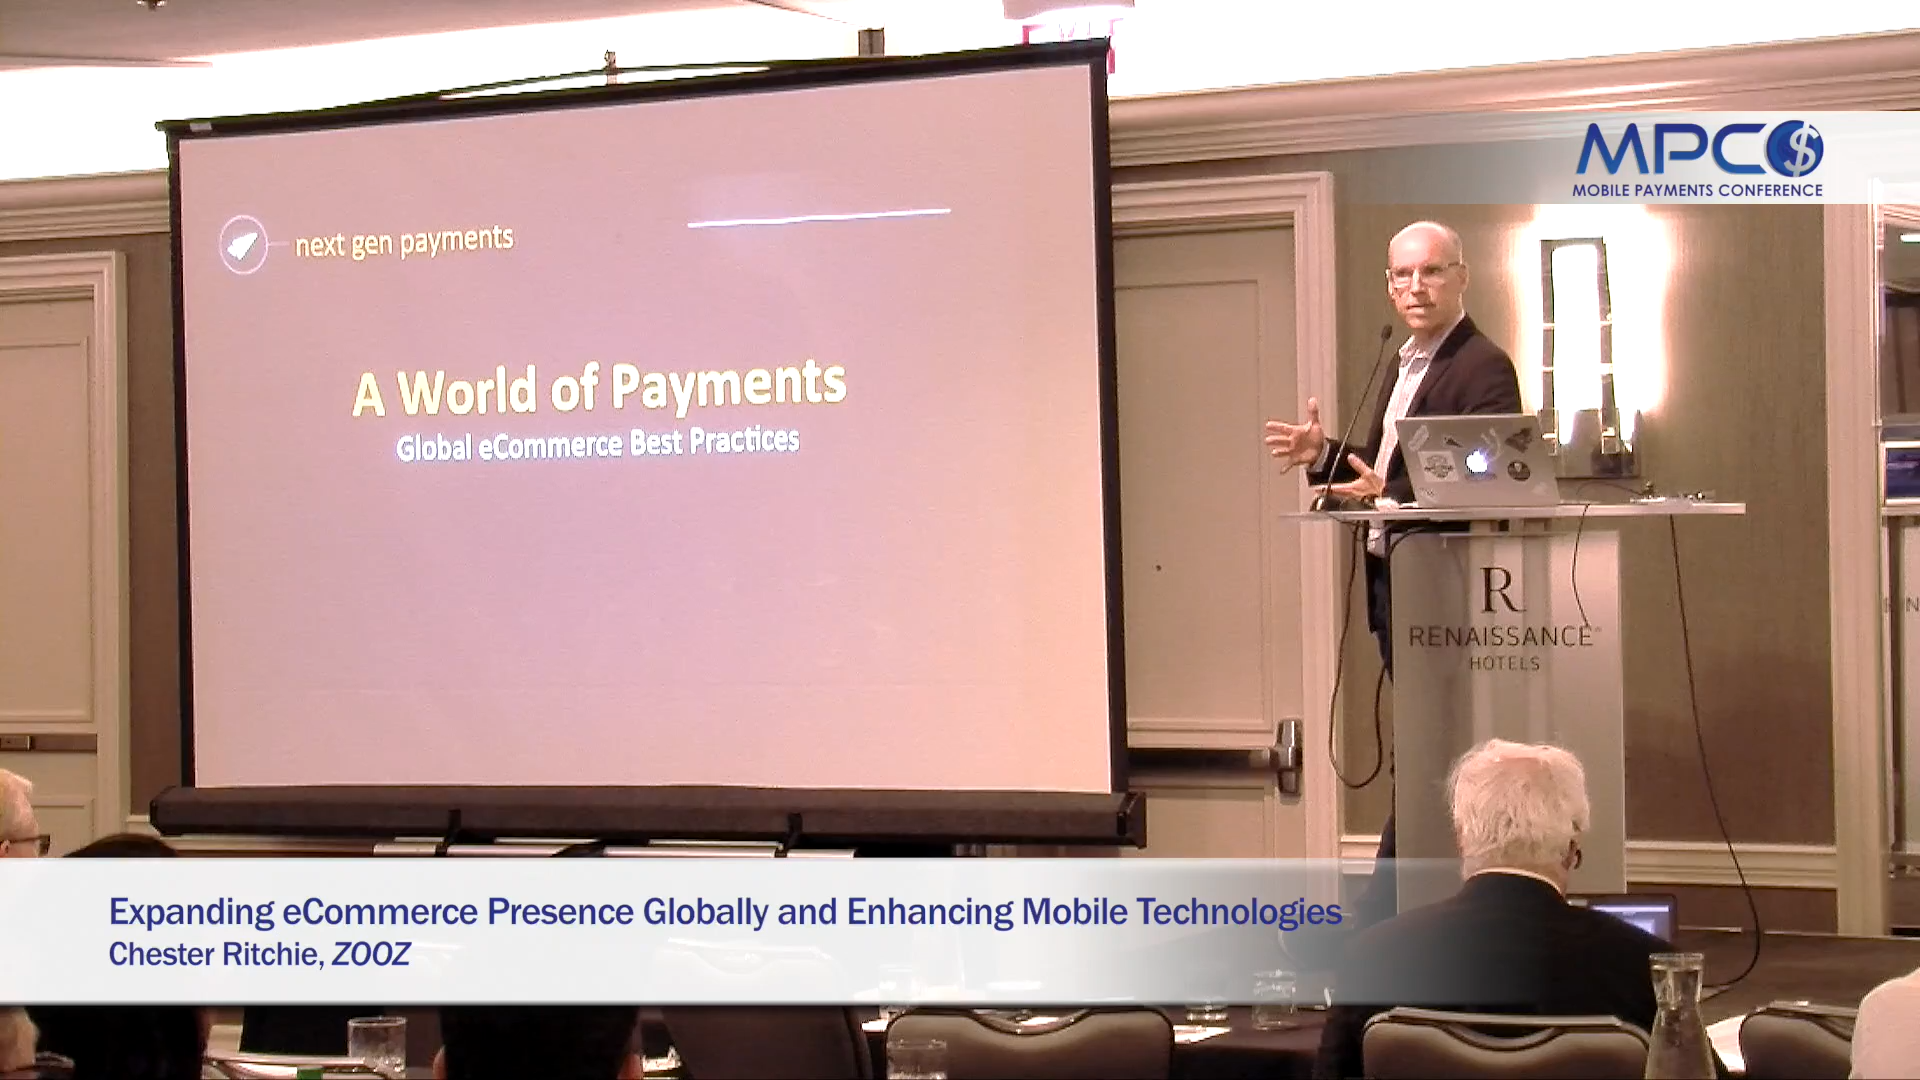 MPC$
MOBILE PAYMENTS CONFERENCE
next gen payments
A World of Payments
Global eCommerce Best Practices
R
RENAISSANCE
HOTELS
Expanding eCommerce Presence Globally and Enhancing Mobile Technologies
Chester Ritchie, ZOOZ